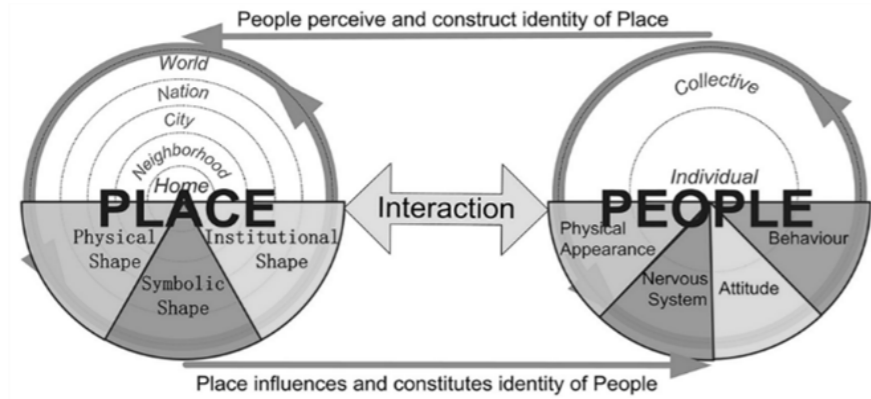 People perceive and construct identity of Place
World
Nation
City
Neighborhood
Home
PLACE
Physical
Shape
Institutional
Shape
Symbolic
Shape
Interaction
Collective
Individual
PEOPLE
Physical
Appearance
Nervous
System
Attitude
Behaviour
Place influences and constitutes identity of People